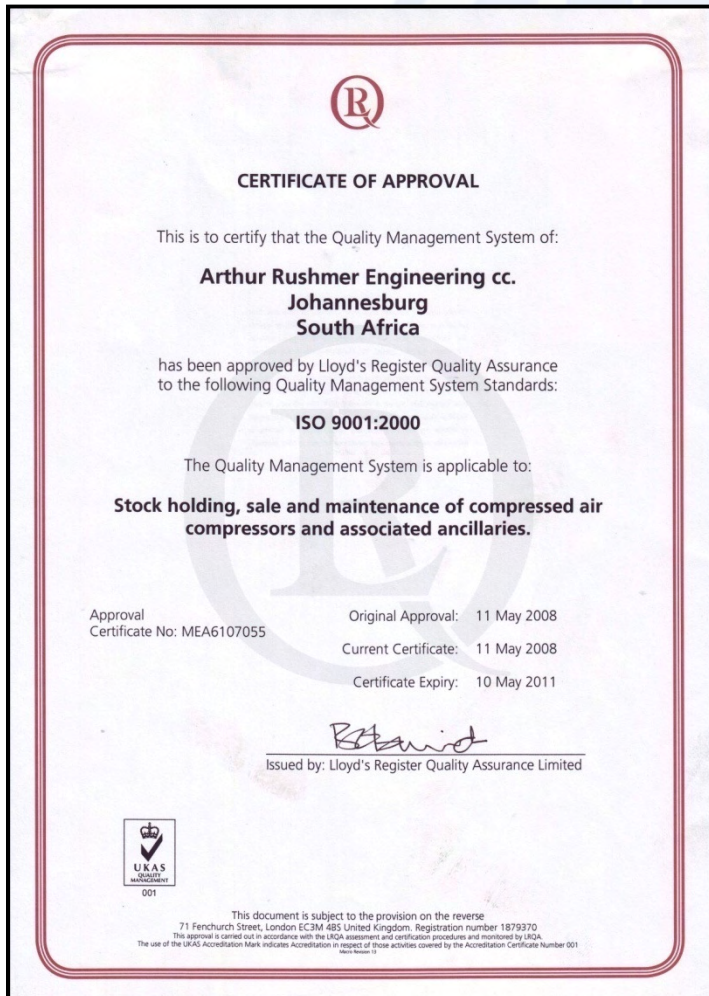 LRQ
CERTIFICATE OF APPROVAL
This is to certify that the Quality Management System of:
Arthur Rushmer Engineering cc.
Johannesburg
South Africa
has been approved by Lloyd's Register Quality Assurance
to the following Quality Management System Standards:
ISO 9001:2000
The Quality Management System is applicable to:
Stock holding, sale and maintenance of compressed air
compressors and associated ancillaries.
Approval
Certificate No: MEA6107055
Original Approval: 11 May 2008
Current Certificate: 11 May 2008
Certificate Expiry: 10 May 2011
Issued by: Lloyd's Register Quality Assurance Limited
UKAS
QUALITY
MANAGEMENT
001
This document is subject to the provision on the reverse
71 Fenchurch Street, London EC3M 4BS United Kingdom. Registration number 1879370
This approval is carried out in accordance with the LRQA assessment and certification procedures and monitored by LRQA.
The use of the UKAS Accreditation Mark indicates Accreditation in respect of those activities covered by the Accreditation Certificate Number 001
Macro Revision 13